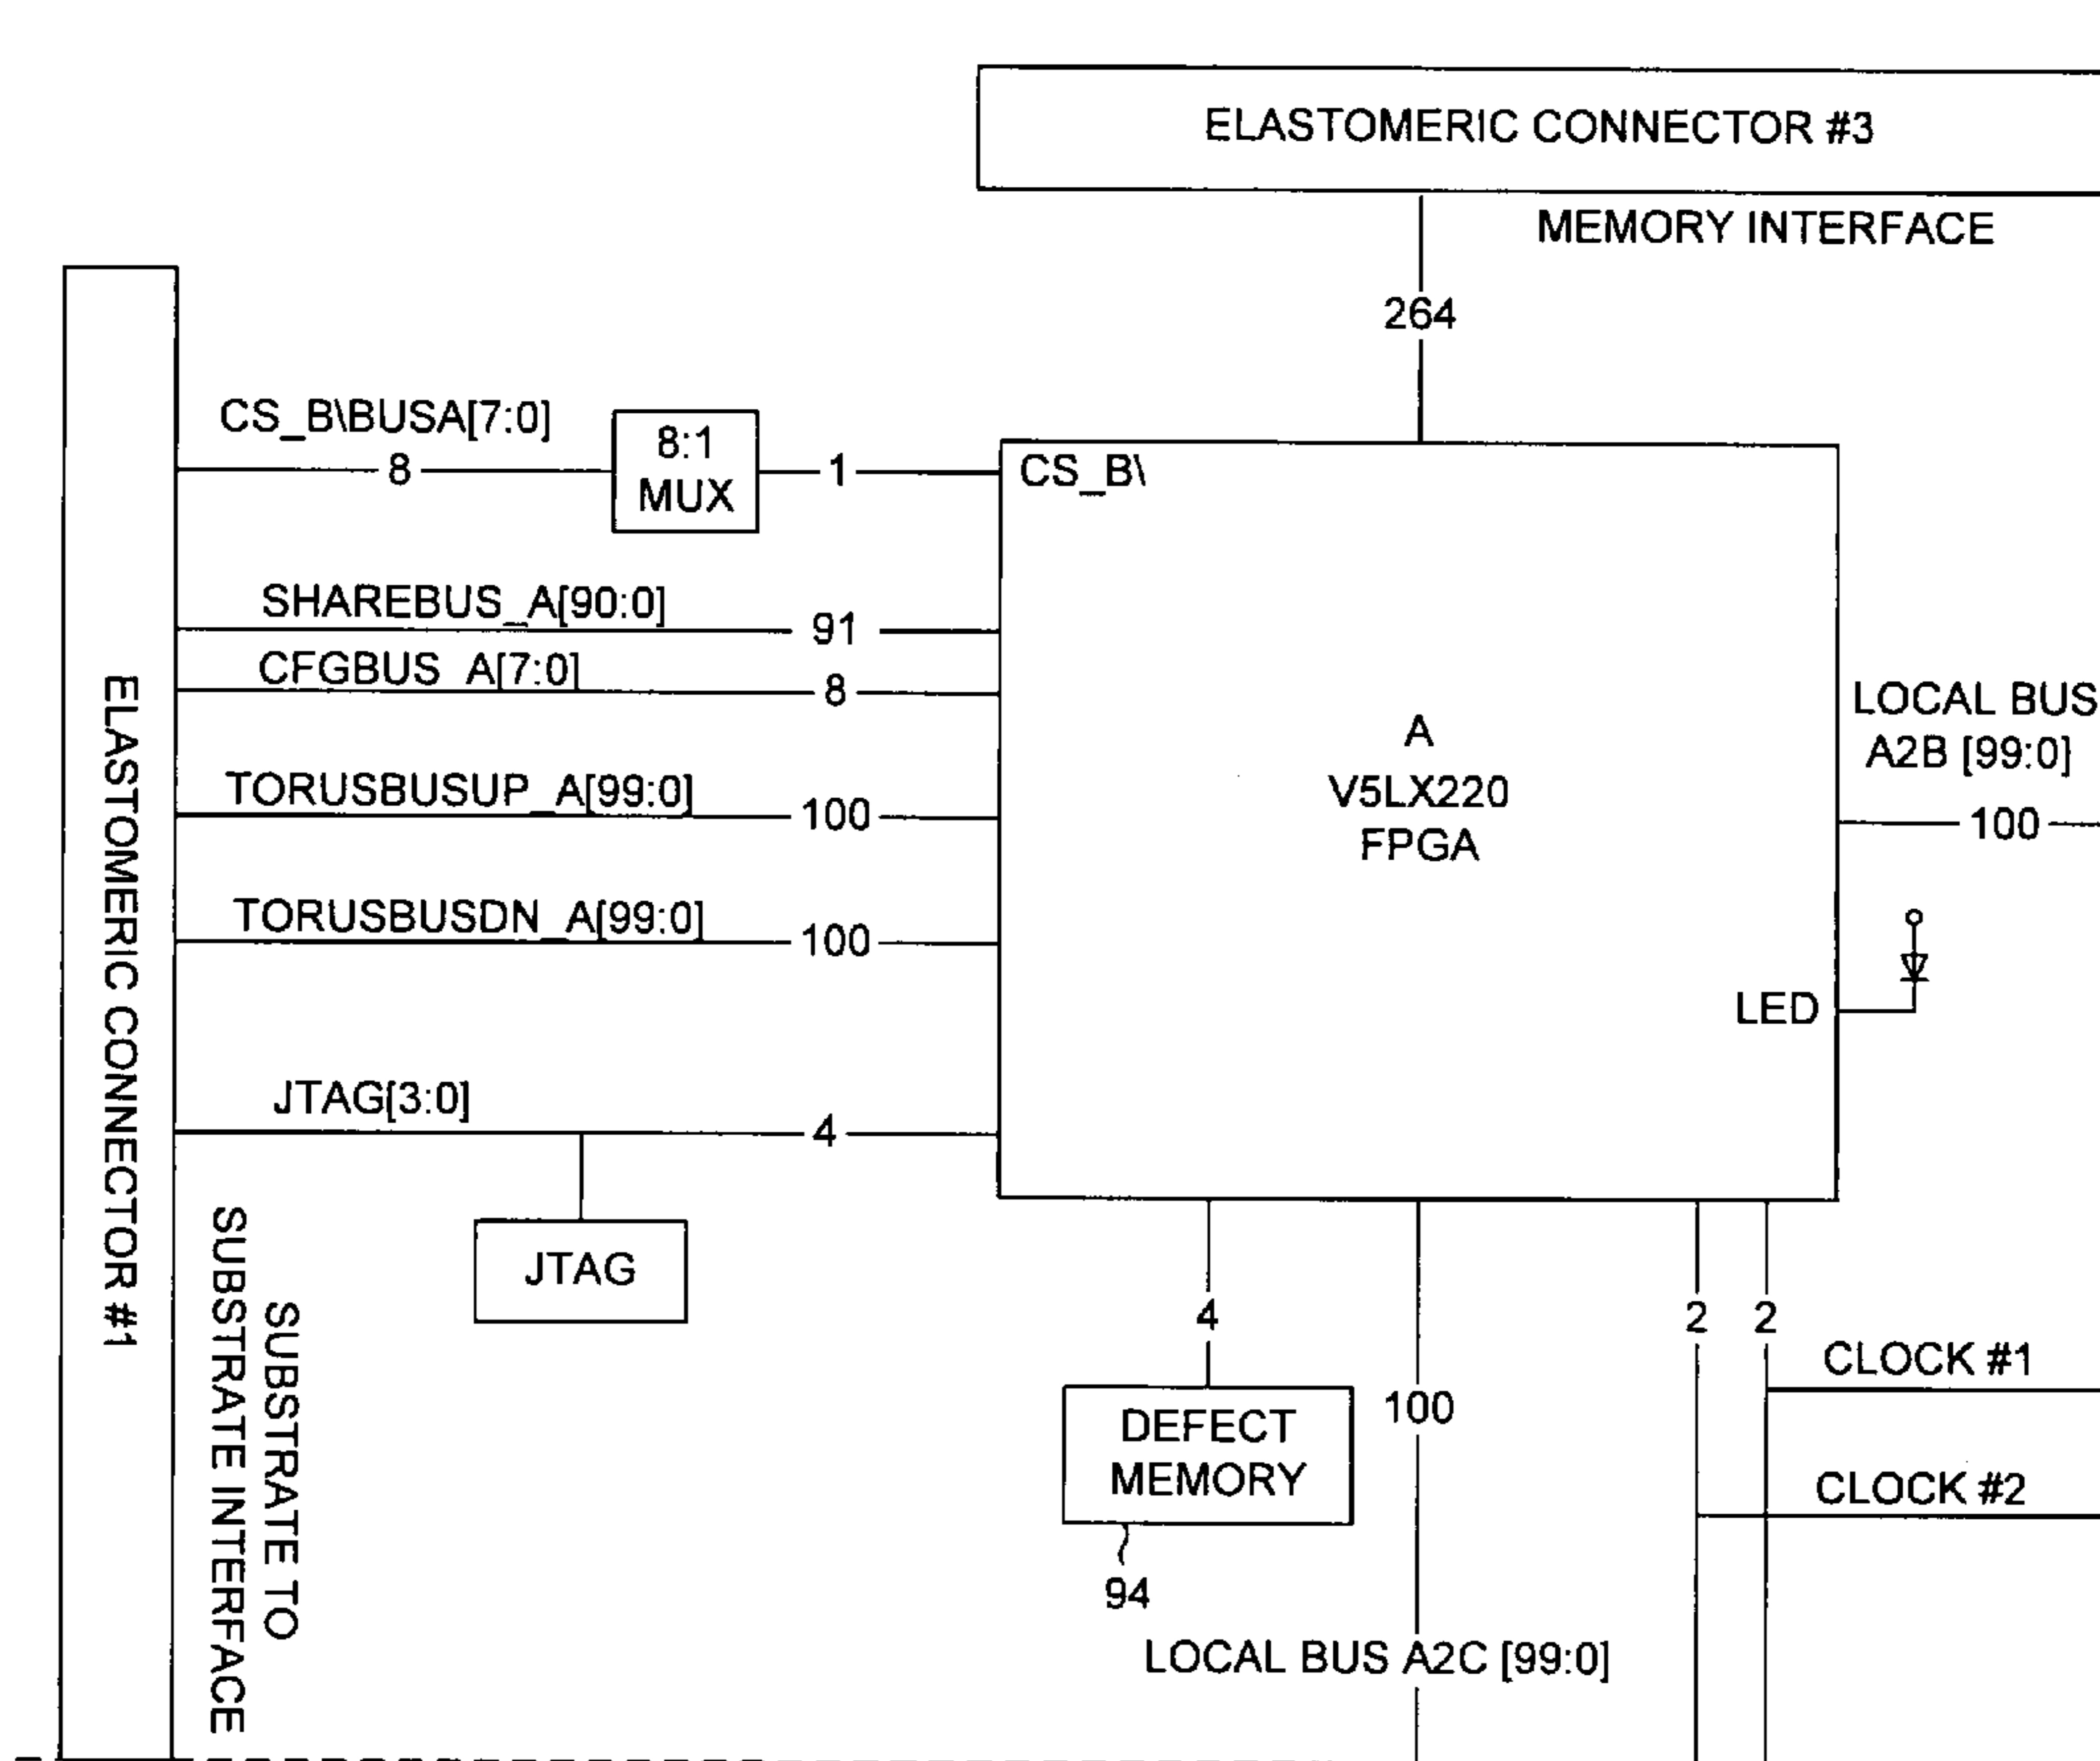 ELASTOMERIC CONNECTOR #3
MEMORY INTERFACE
264
CS_B\BUSA[7:0]
8
8:1
MUX
1
CS_B\
SHAREBUS_A[90:0]
91
CFGBUS_A[7:0]
8
A
V5LX220
FPGA
LOCAL BUS
A2B [99:0]
100
TORUSBUSUP_A[99:0]
100
TORUSBUSDN_A[99:0]
100
LED
JTAG[3:0]
4
JTAG
ELASTOMERIC CONNECTOR #1
SUBSTRATE TO
SUBSTRATE INTERFACE
4
DEFECT
MEMORY
94
100
LOCAL BUS A2C [99:0]
2
2
CLOCK #1
CLOCK #2